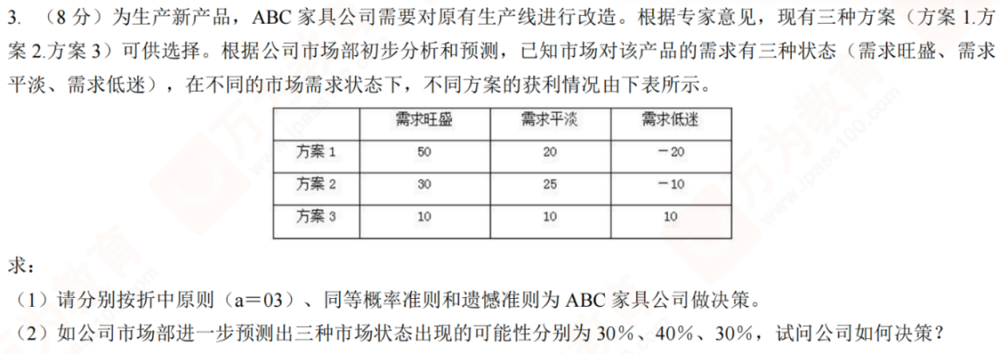 3. （8 分）为生产新产品，ABC 家具公司需要对原有生产线进行改造。根据专家意见，现有三种方案（方案 1.方
案 2.方案 3）可供选择。根据公司市场部初步分析和预测，已知市场对该产品的需求有三种状态（需求旺盛、需求
平淡、需求低迷），在不同的市场需求状态下，不同方案的获利情况由下表所示。
需求旺盛 需求平淡 需求低迷
方案 1 50 20 －20
方案 2 30 25 －10
方案 3 10 10 10
求：
（1）请分别按折中原则（a＝03）、同等概率准则和遗憾准则为 ABC 家具公司做决策。
（2）如公司市场部进一步预测出三种市场状态出现的可能性分别为 30％、40％、30％，试问公司如何决策？
万为教育
www.ipass100.com